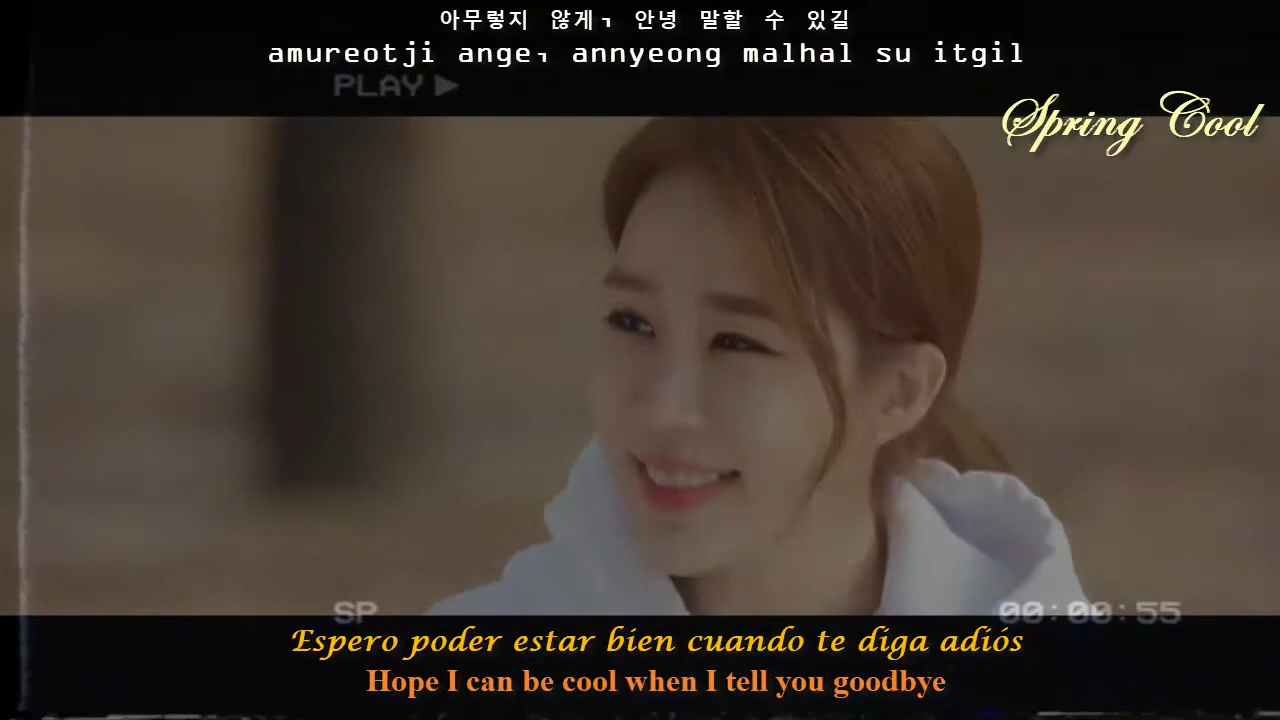 아무렇지 않게ㄱ 안녕 말할 수 있길
amureotji angeㄱ annyeong malhal su itgil
PLAY ►
Spring Cool
SP
00:00:55
Espero poder estar bien cuando te diga adiós
Hope I can be cool when I tell you goodbye